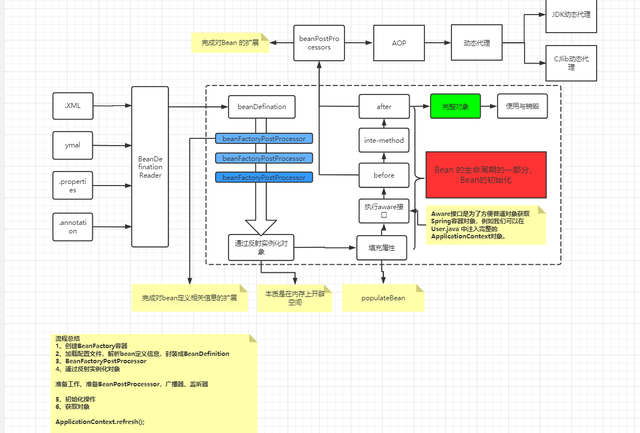 JDK动态代理
完成对Bean 的扩展
beanPostPro
cessors
AOP
动态代理
CJlib动态代
理
.XML
ymal
.properti
es
.annotati
on
BeanDe
finition
Reader
beanDefination
beanFactoryPostProcessor
beanFactoryPostProcessor
beanFactoryPostProcessor
通过反射实例化对
象
after
inte-method
before
执行aware接
口
填充属性
完整对象
使用与销毁
Bean 的生命周期的一部分，
Bean的初始化
Aware接口是为了方便普通对象获取
Spring容器对象，例如我们可以在
User.java 中注入完整的
ApplicationContext对象。
完成对bean定义相关信息的扩展
本质是在内存上开辟
空间
populateBean
流程总结
1、创建BeanFactory容器
2、加载配置文件，解析bean定义信息，封装成BeanDefinition
3、BeanFactoryPostProcessor
4、通过反射实例化对象
准备工作、准备BeanPostProcesssor，广播器、监听器
5、初始化操作
6、获取对象
ApplicationContext.refresh();